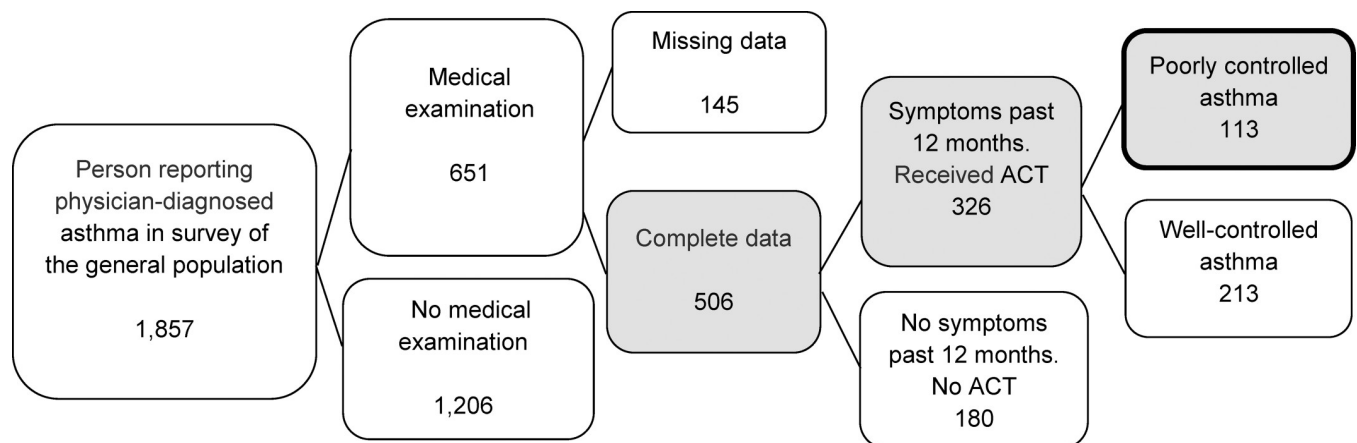 Person reporting
physician-diagnosed
asthma in survey of
the general population
1,857
Medical
examination
651
No medical
examination
1,206
Missing data
145
Complete data
506
Symptoms past
12 months.
Received ACT
326
No symptoms
past 12 months.
No ACT
180
Poorly controlled
asthma
113
Well-controlled
asthma
213